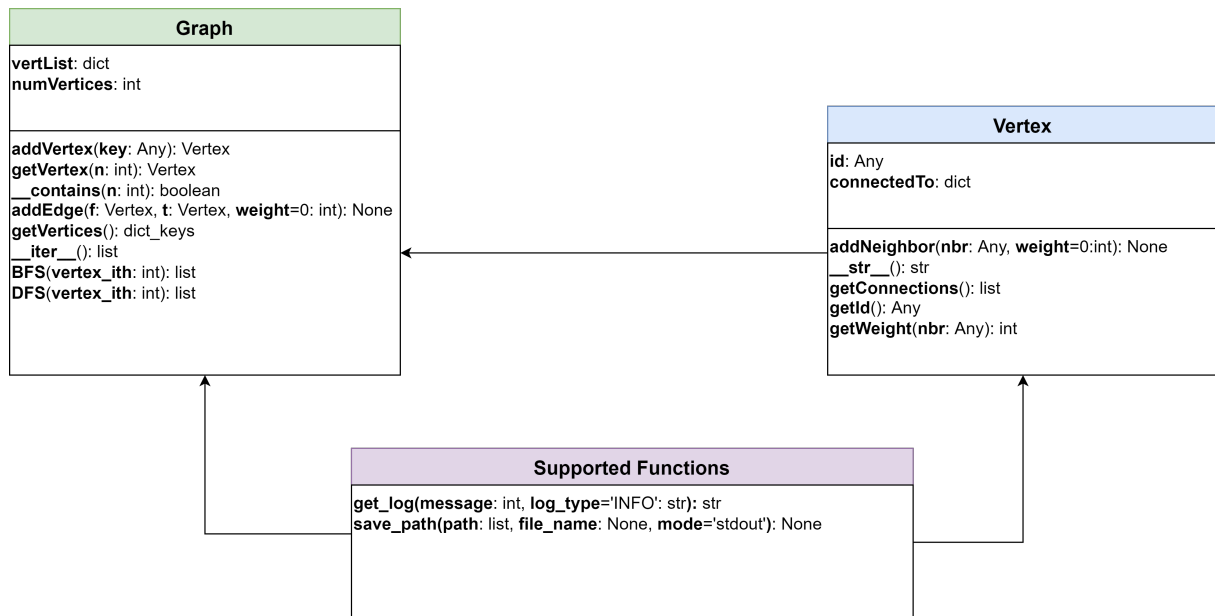 Graph
vertList: dict
numVertices: int
addVertex(key: Any): Vertex
getVertex(n: int): Vertex
__contains(n: int): boolean
addEdge(f: Vertex, t: Vertex, weight=0: int): None
getVertices(): dict_keys
__iter__(): list
BFS(vertex_ith: int): list
DFS(vertex_ith: int): list
Vertex
id: Any
connectedTo: dict
addNeighbor(nbr: Any, weight=0:int): None
__str__(): str
getConnections(): list
getId(): Any
getWeight(nbr: Any): int
Supported Functions
get_log(message: int, log_type='INFO': str): str
save_path(path: list, file_name: None, mode='stdout'): None